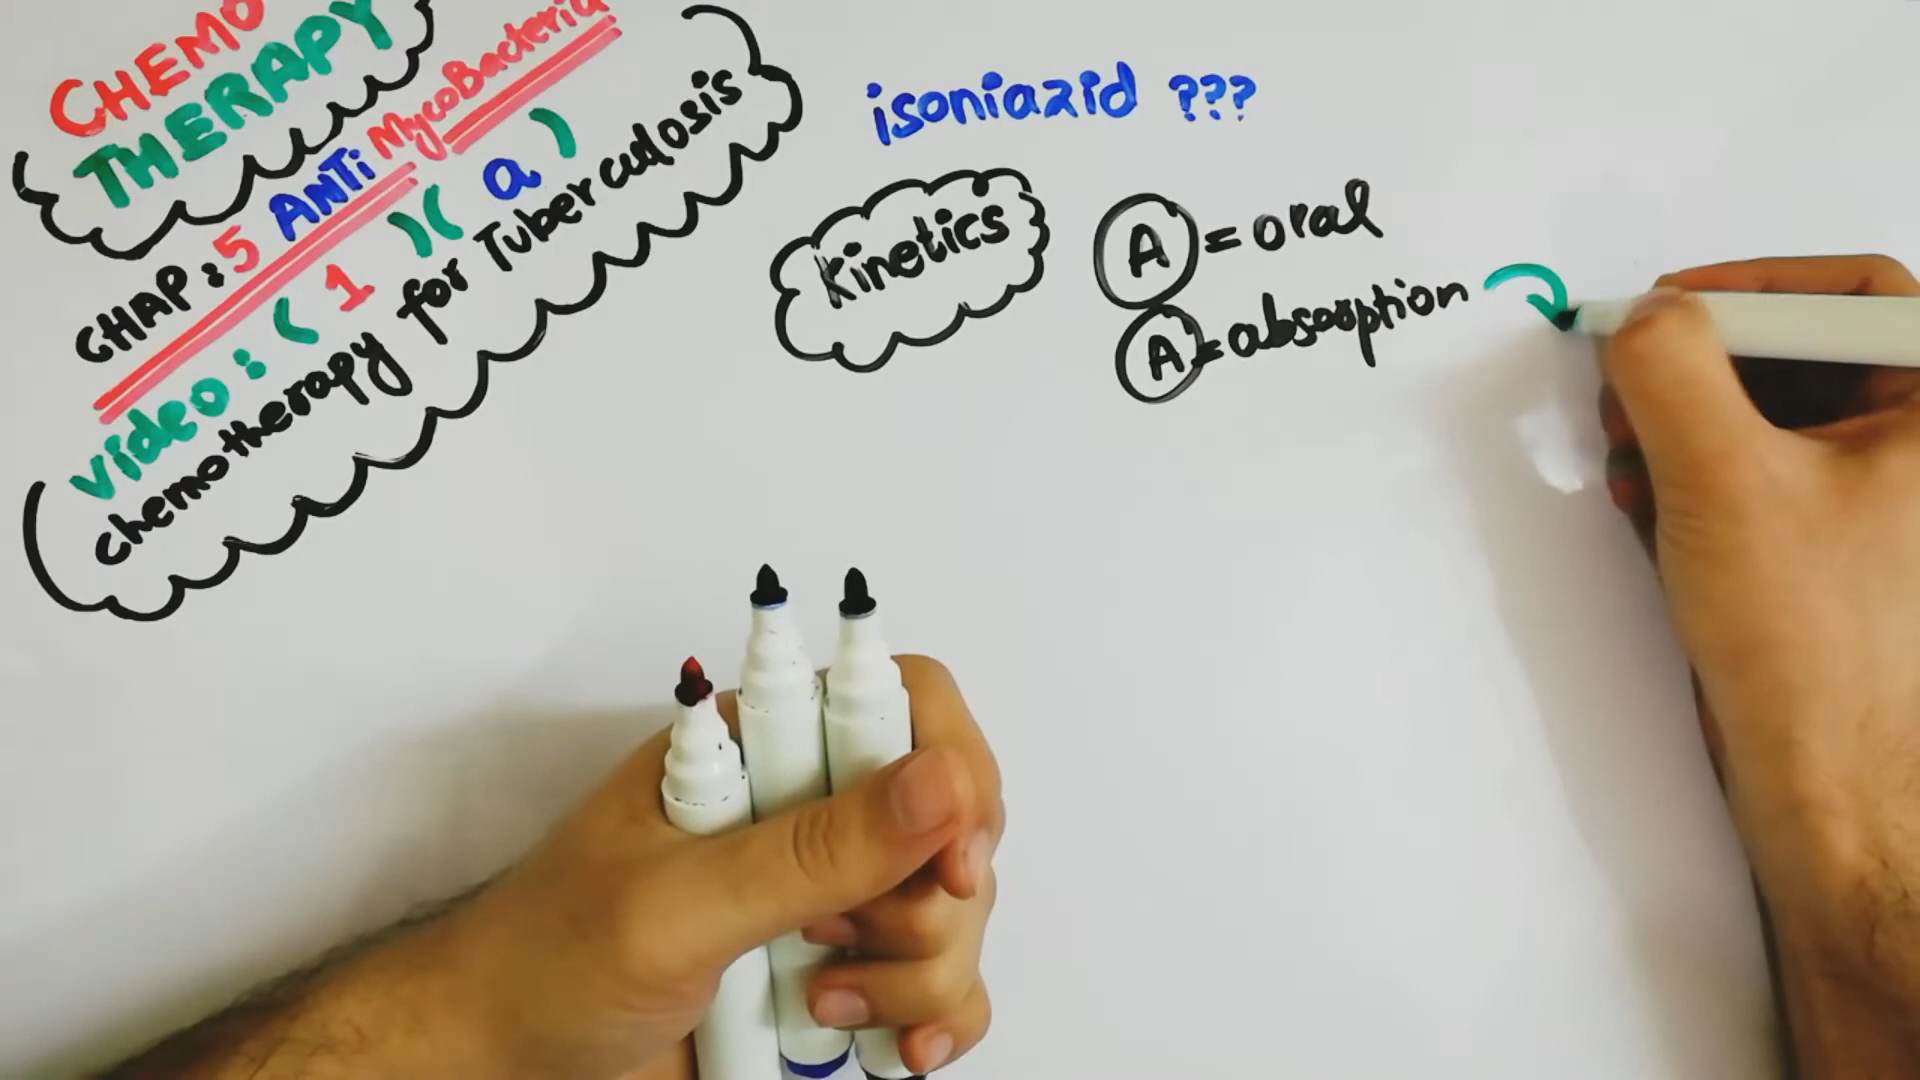 CHEMO
THERAPY
CHAP: 5 ANTi MycoBacteria
video: ( 1 )( a )
chemotherapy for Tuberculosis
isoniazid ???
Kinetics
A = oral
A = absorption